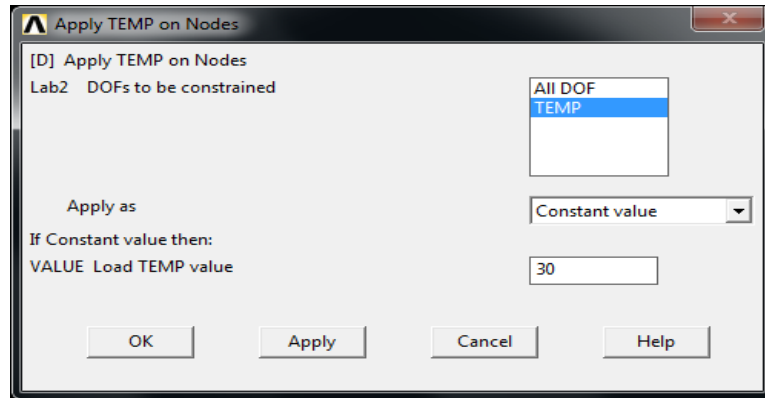 Apply TEMP on Nodes
[D] Apply TEMP on Nodes
Lab2 DOFs to be constrained
All DOF
TEMP
Apply as
Constant value
If Constant value then:
VALUE Load TEMP value
30
OK Apply Cancel Help